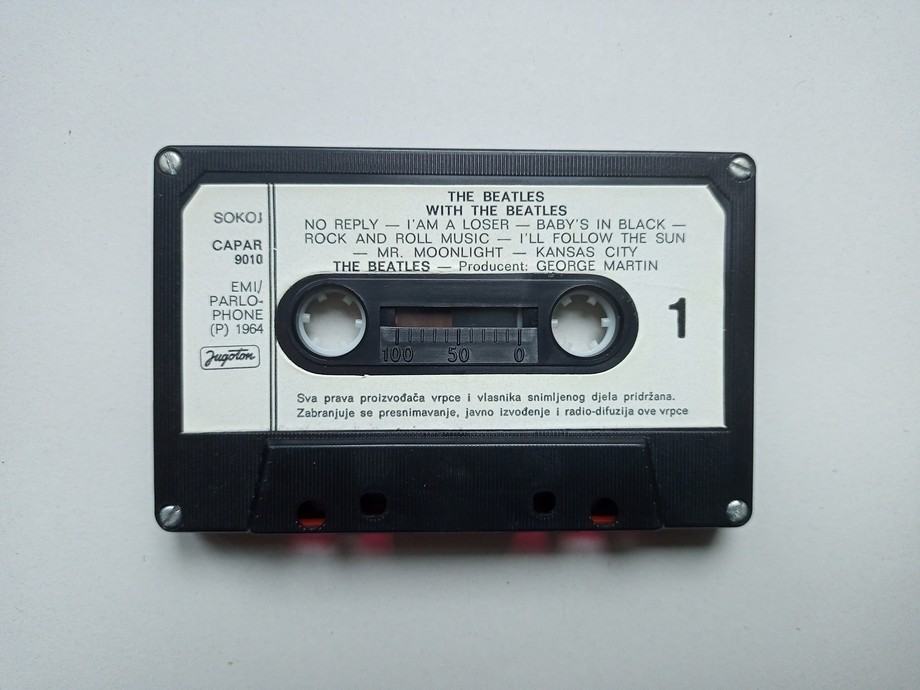 THE BEATLES
WITH THE BEATLES
NO REPLY — I'AM A LOSER — BABY'S IN BLACK —
ROCK AND ROLL MUSIC — I'LL FOLLOW THE SUN
— MR. MOONLIGHT — KANSAS CITY
THE BEATLES — Producent: GEORGE MARTIN
SOKOJ
CAPAR
9010
EMI/
PARLO-
PHONE
(P) 1964
Jugoton
1
100 50 0
Sva prava proizvođača vrpce i vlasnika snimljenog djela pridržana.
Zabranjuje se presnimavanje, javno izvođenje i radio-difuzija ove vrpce